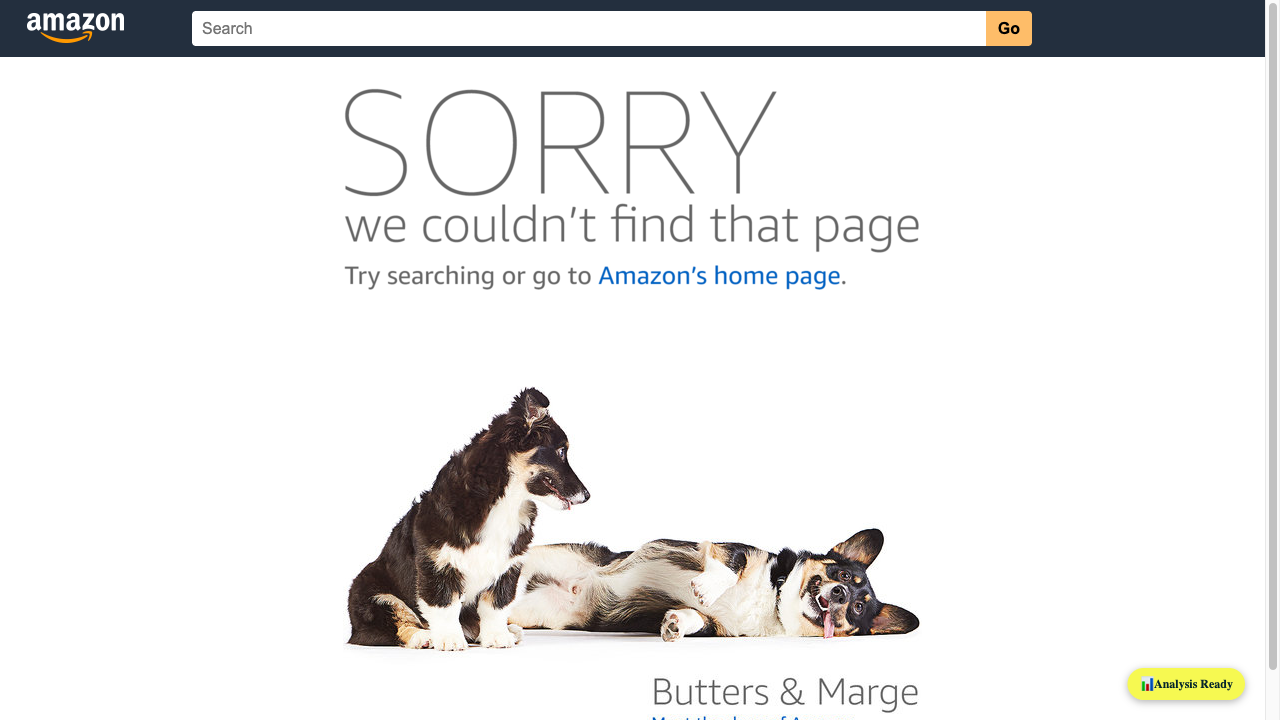 amazon
Search
Go
SORRY
we couldn't find that page
Try searching or go to Amazon's home page.
Butters & Marge
Analysis Ready